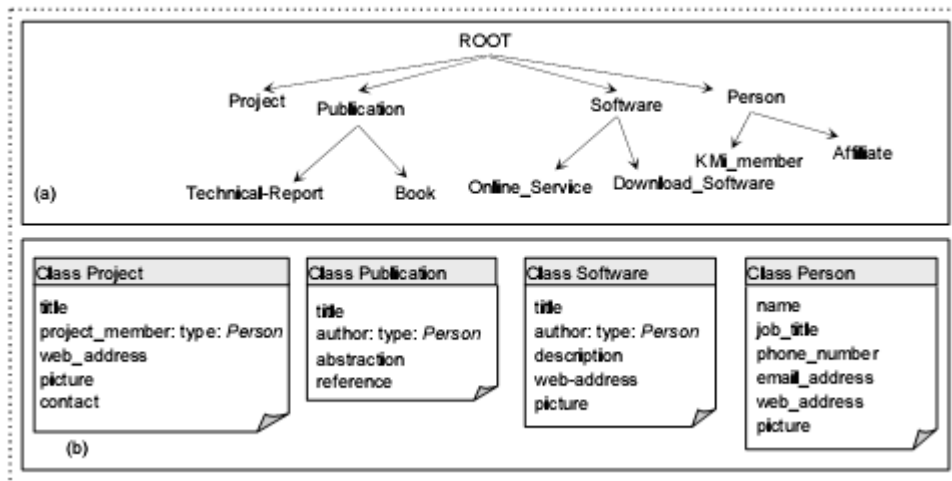 ROOT
Project
Publication
Software
Person
Technical-Report
Book
Online_Service
Download_Software
KMi_member
Affiliate
(a)
Class Project
title
project_member: type: Person
web_address
picture
contact
Class Publication
title
author: type: Person
abstraction
reference
Class Software
title
author: type: Person
description
web-address
picture
Class Person
name
job_title
phone_number
email_address
web_address
picture
(b)